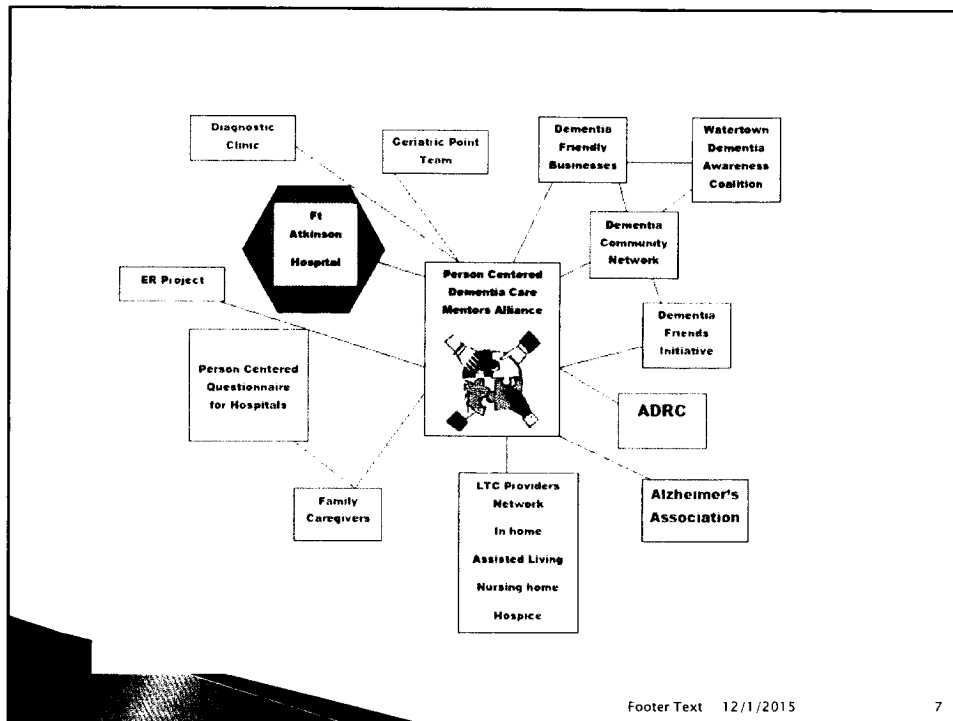 Diagnostic
Clinic
Geriatric Point
Team
Dementia
Friendly
Businesses
Watertown
Dementia
Awareness
Coalition
Ft
Atkinson
Hospital
Dementia
Community
Network
ER Project
Person Centered
Dementia Care
Mentors Alliance
Dementia
Friends
Initiative
Person Centered
Questionnaire
for Hospitals
ADRC
Family
Caregivers
LTC Providers
Network
In home
Assisted Living
Nursing home
Hospice
Alzheimer's
Association
Footer Text 12/1/2015 7